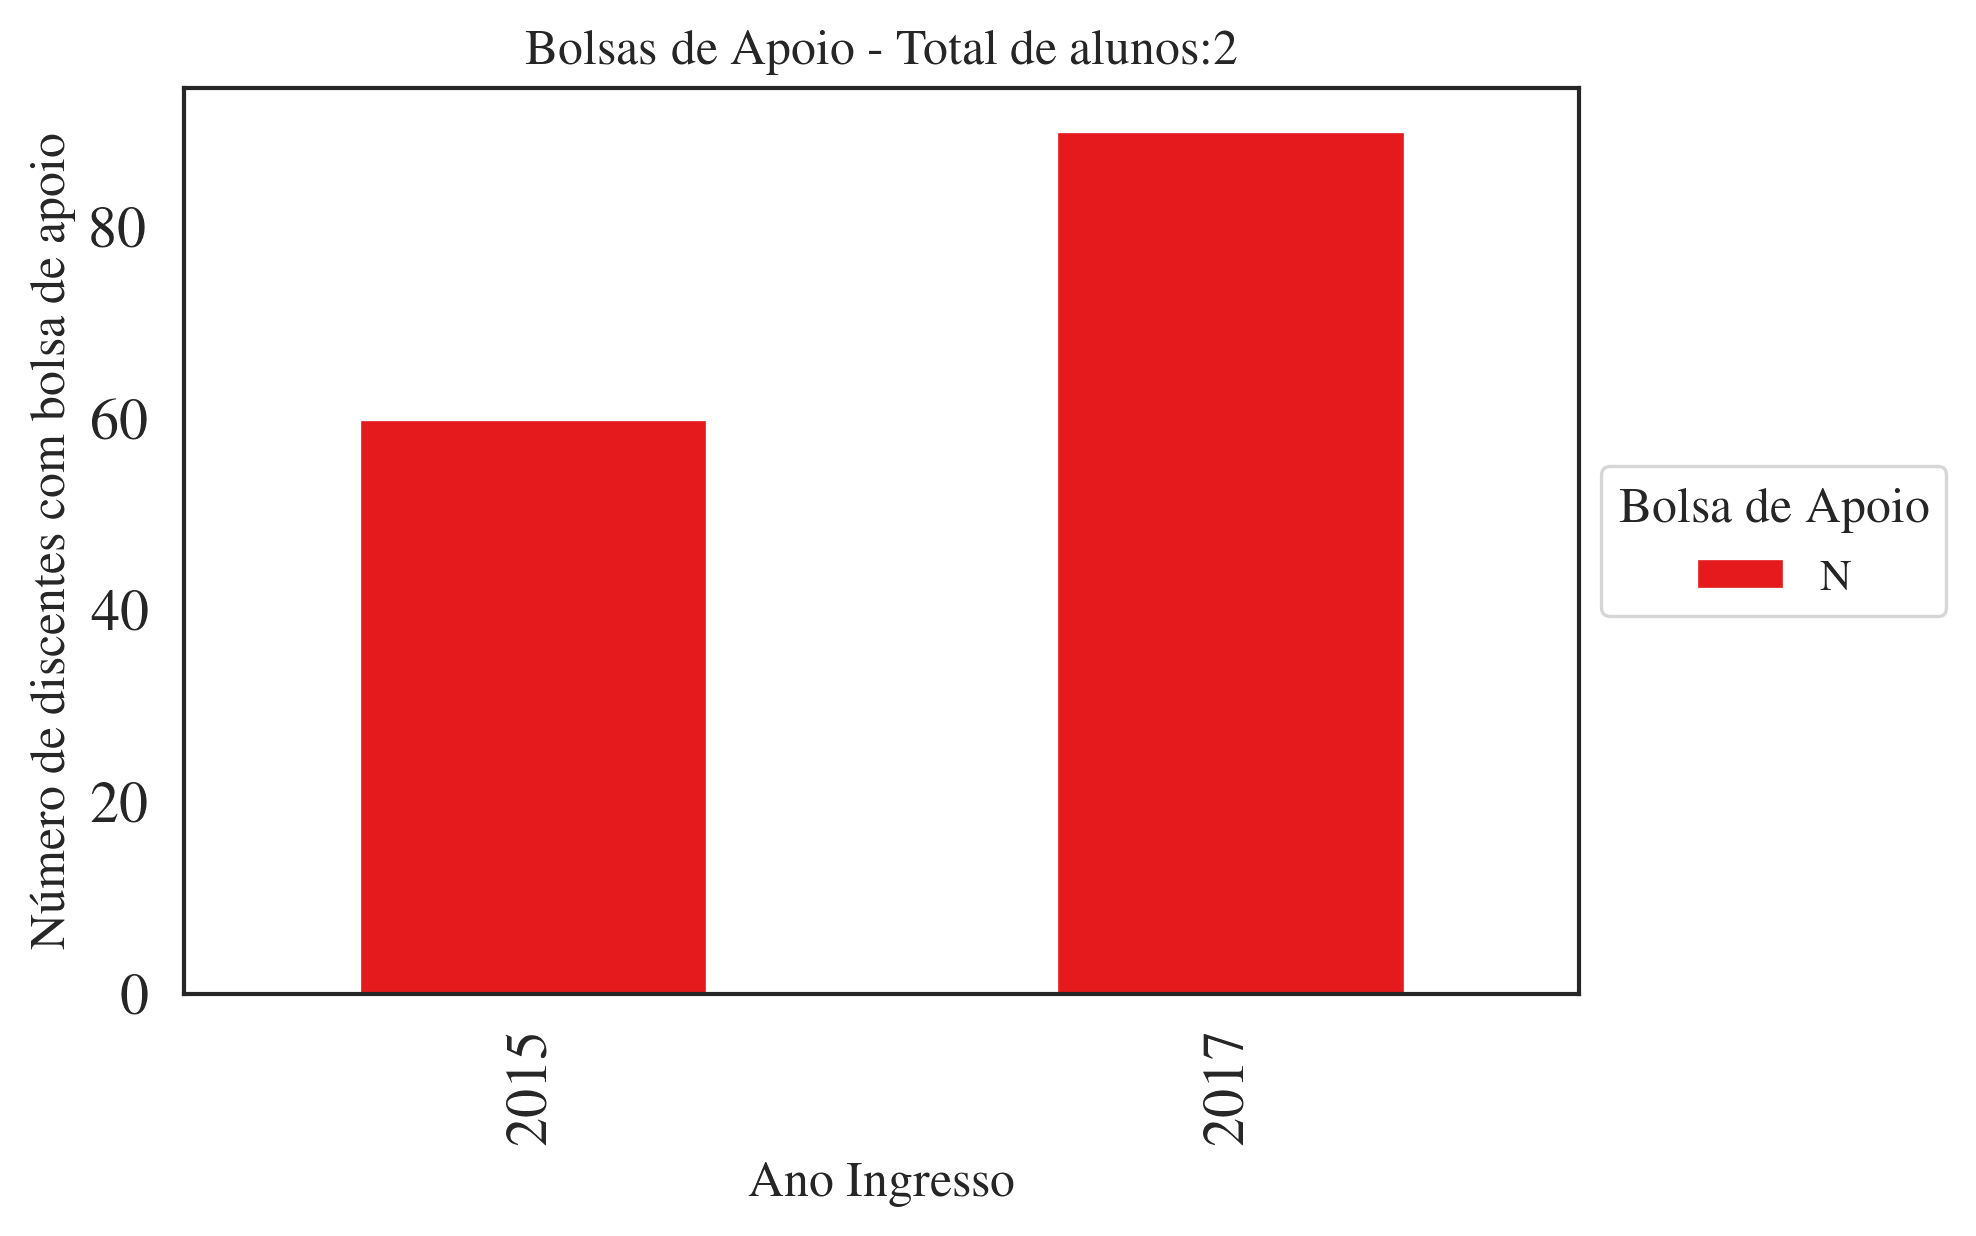 Bolsas de Apoio - Total de alunos:2
Número de discentes com bolsa de apoio
80
60
40
20
0
2015
2017
Ano Ingresso
Bolsa de Apoio
N